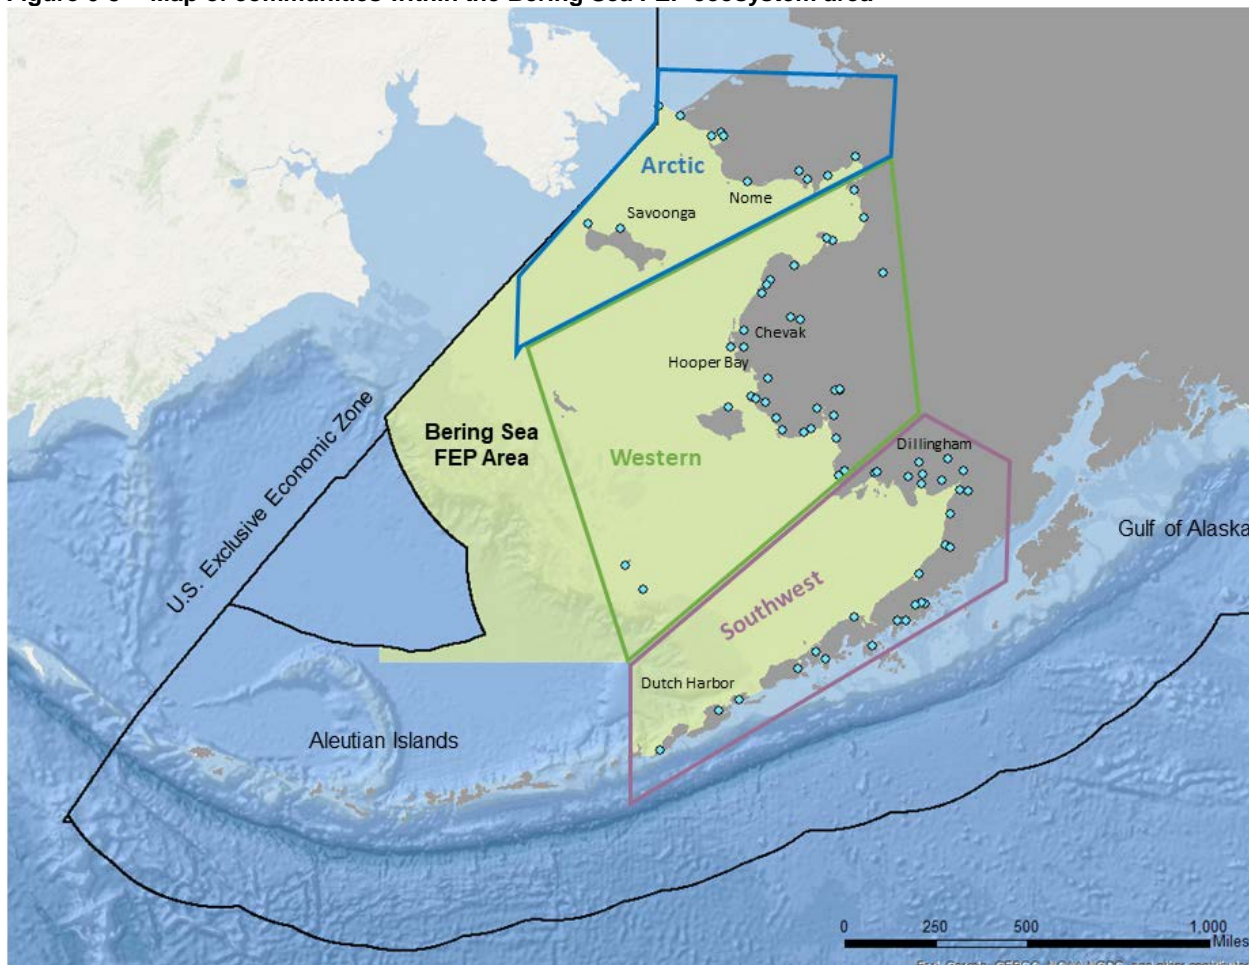 Arctic
Savoonga
Nome
Chevak
Hooper Bay
U.S. Exclusive Economic Zone
Bering Sea
FEP Area
Western
Dillingham
Gulf of Alaska
Southwest
Dutch Harbor
Aleutian Islands
0 250 500 1,000
Miles